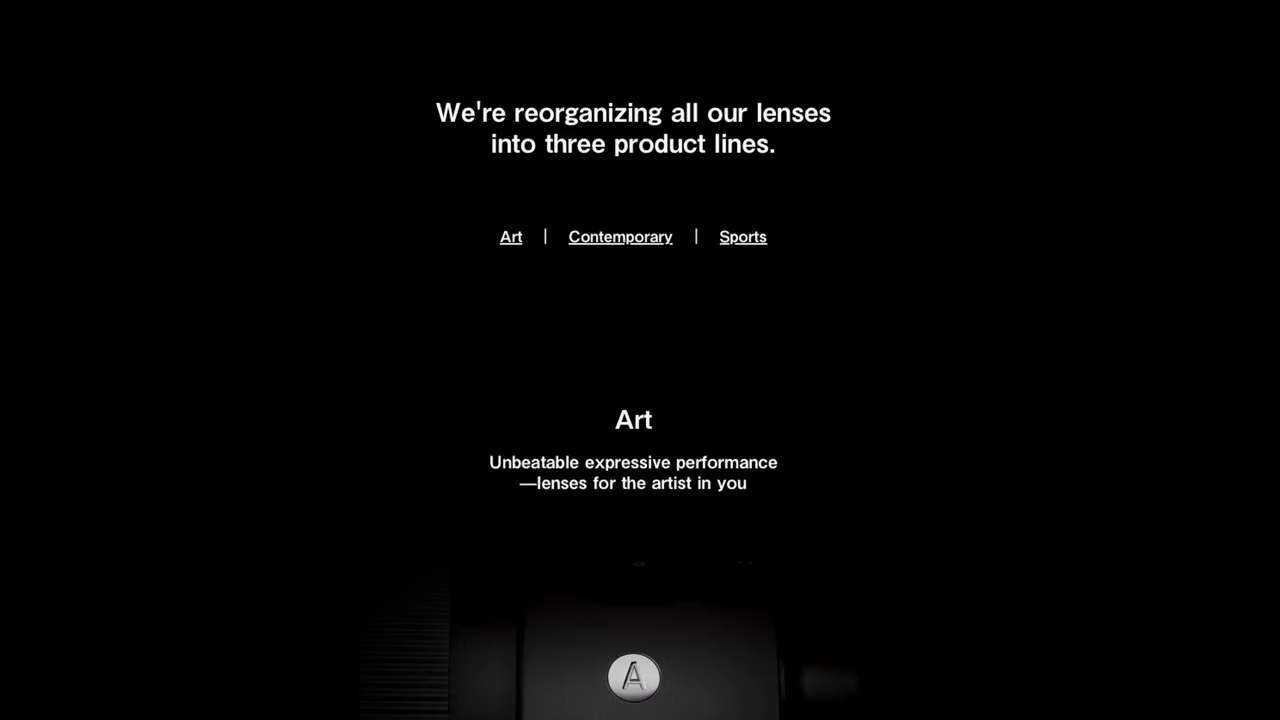 We're reorganizing all our lenses
into three product lines.
Art | Contemporary | Sports
Art
Unbeatable expressive performance
—lenses for the artist in you
A